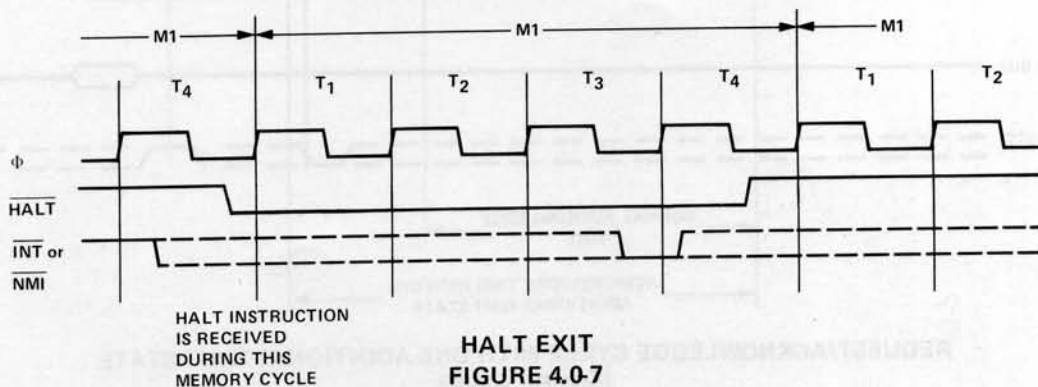 M1 M1 M1
T4 T1 T2 T3 T4 T1 T2
Φ
HALT
INT or
NMI
HALT INSTRUCTION
IS RECEIVED
DURING THIS
MEMORY CYCLE
HALT EXIT
FIGURE 4.0-7